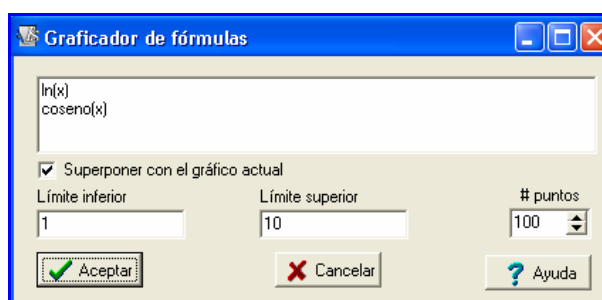 Graficador de fórmulas
ln(x)
coseno(x)
Superponer con el gráfico actual
Límite inferior Límite superior # puntos
1 10 100
Aceptar Cancelar Ayuda